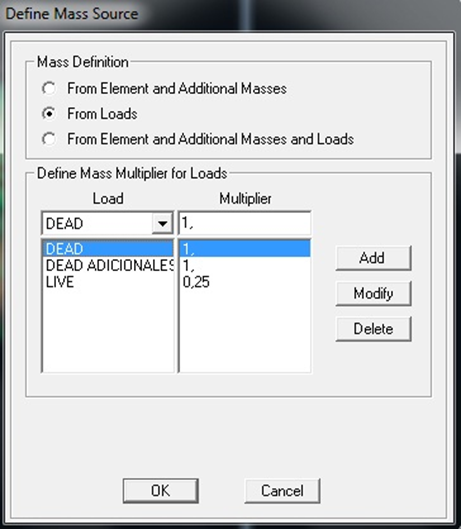 Define Mass Source
Mass Definition
From Element and Additional Masses
From Loads
From Element and Additional Masses and Loads
Define Mass Multiplier for Loads
Load Multiplier
DEAD 1,
DEAD 1,
DEAD ADICIONALES 1,
LIVE 0,25
Add
Modify
Delete
OK Cancel